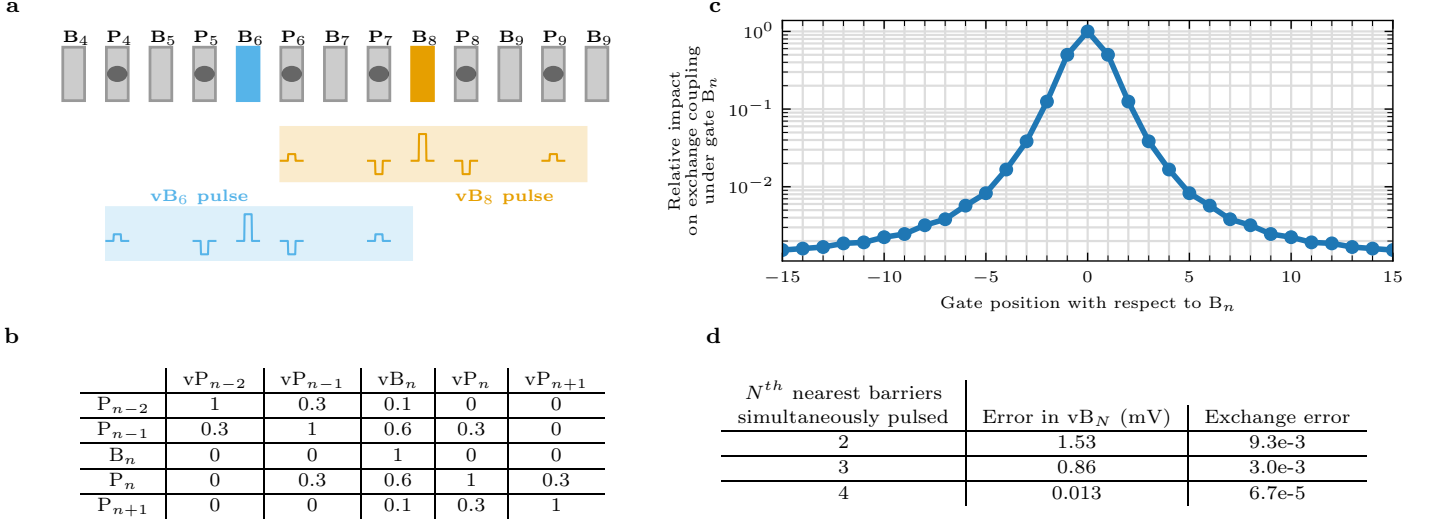 a
B4 P4 B5 P5 B6 P6 B7 P7 B8 P8 B9 P9 B9
vB6 pulse
vB8 pulse
b
vPn−2 vPn−1 vBn vPn vPn+1
Pn−2 1 0.3 0.1 0 0
Pn−1 0.3 1 0.6 0.3 0
Bn 0 0 1 0 0
Pn 0 0.3 0.6 1 0.3
Pn+1 0 0 0.1 0.3 1
c
Relative impact
on exchange coupling
under gate Bn
10^0
10^−1
10^−2
−15 −10 −5 0 5 10 15
Gate position with respect to Bn
d
N^th nearest barriers
simultaneously pulsed Error in vBN (mV) Exchange error
2 1.53 9.3e-3
3 0.86 3.0e-3
4 0.013 6.7e-5